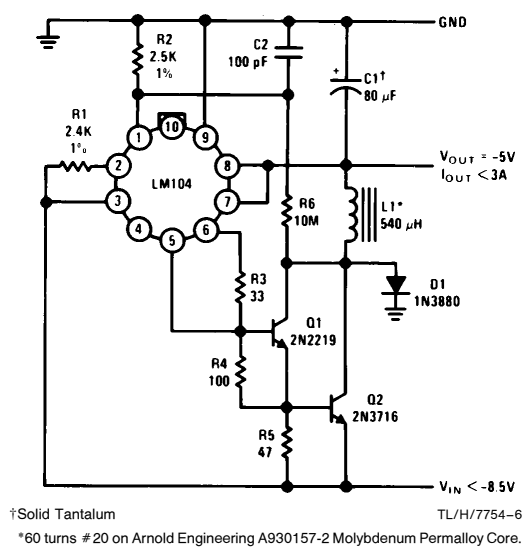 GND
R2
2.5K
1%
C2
100 pF
C1†
80 µF
+
R1
2.4K
1%
1
10
9
2
8
LM104
3
7
4
5
6
VOUT = -5V
IOUT < 3A
R6
10M
L1*
540 µH
R3
33
D1
1N3880
Q1
2N2219
R4
100
Q2
2N3716
R5
47
VIN < -8.5V
†Solid Tantalum
TL/H/7754–6
*60 turns #20 on Arnold Engineering A930157-2 Molybdenum Permalloy Core.